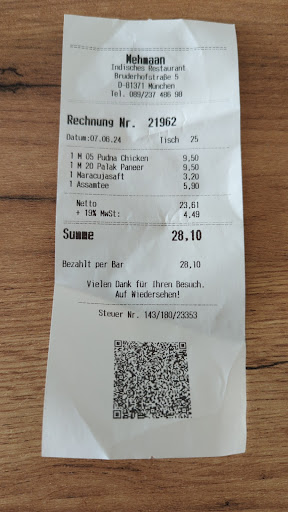 Mehmaan
Indisches Restaurant
Bruderhofstraße 5
D-81371 München
Tel. 089/237 486 90
Rechnung Nr. 21962
Datum:07.06.24 Tisch 25
1 M 05 Pudna Chicken 9,50
1 M 20 Palak Paneer 9,50
1 Maracujasaft 3,20
1 Assamtee 5,90
Netto 23,61
+ 19% MwSt: 4,49
Summe 28,10
Bezahlt per Bar 28,10
Vielen Dank für Ihren Besuch.
Auf Wiedersehen!
Steuer Nr. 143/180/23353